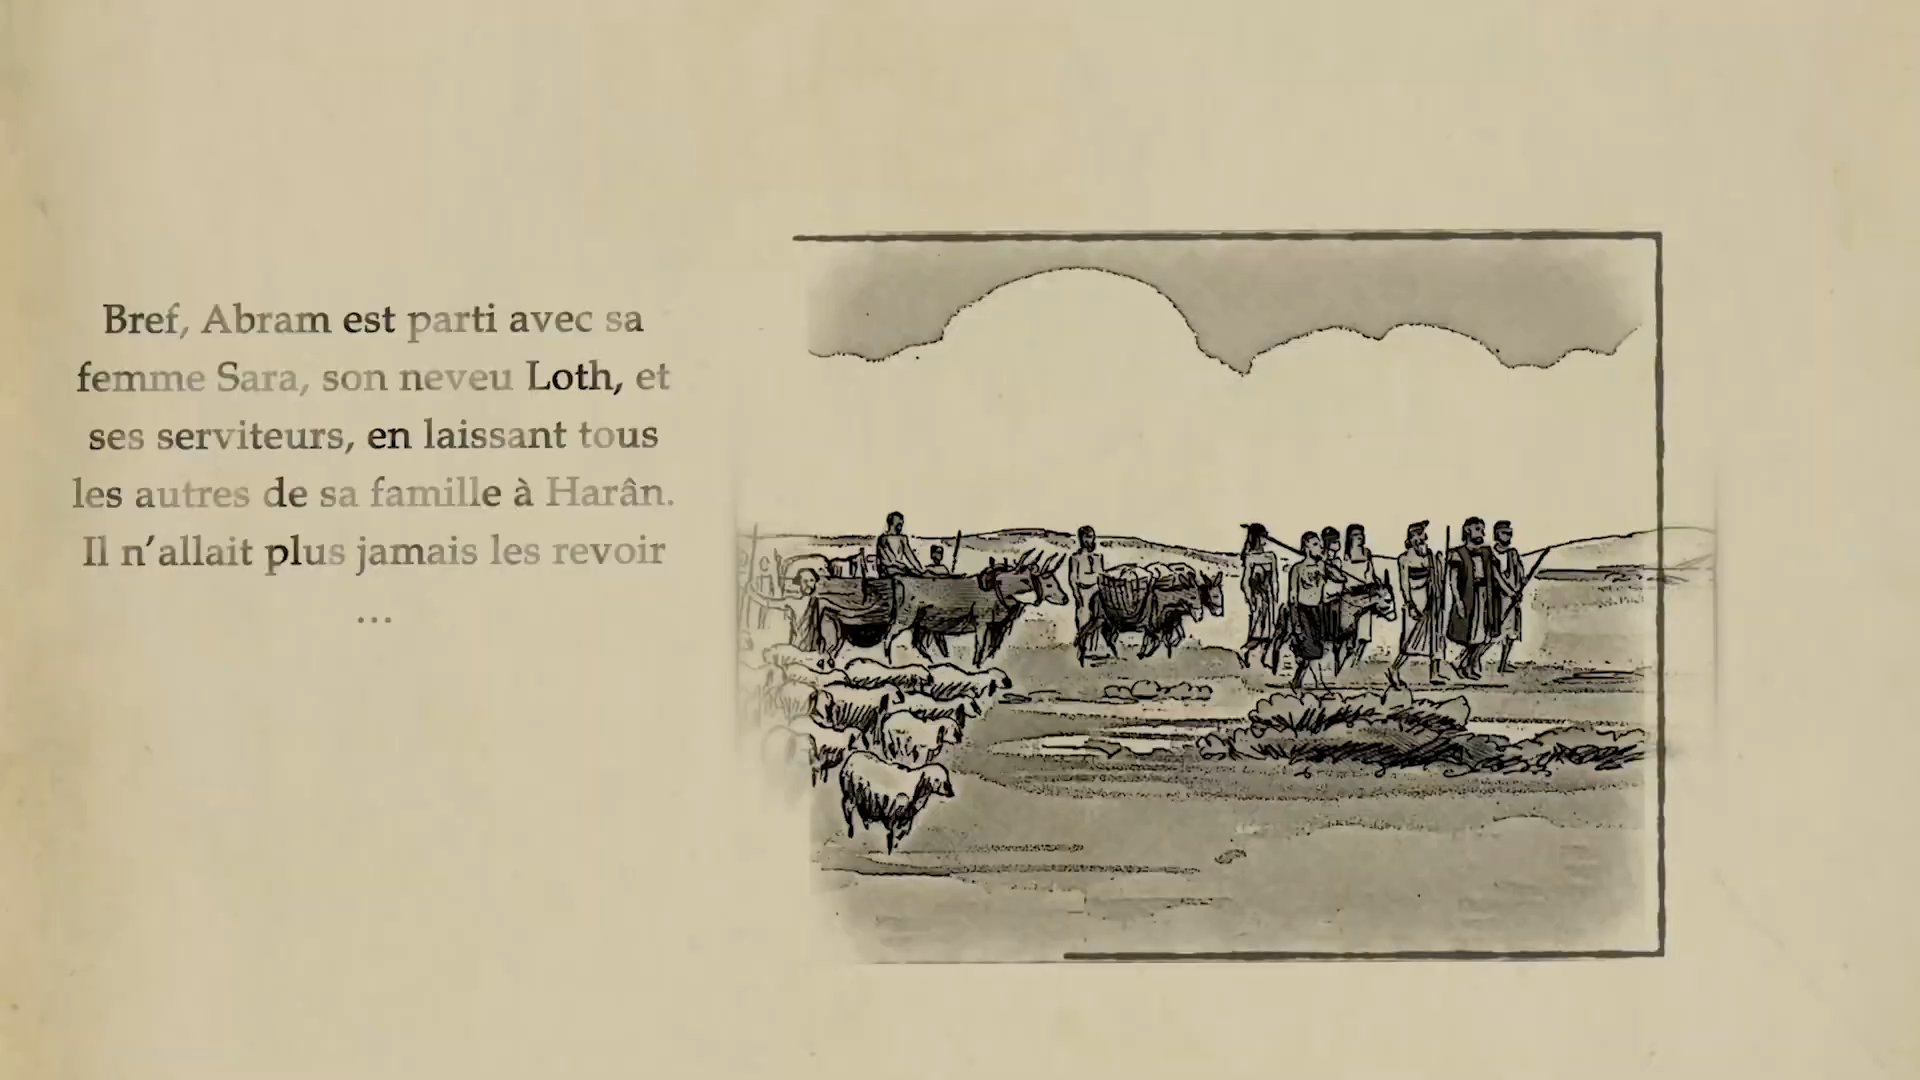 Bref, Abram est parti avec sa
femme Sara, son neveu Loth, et
ses serviteurs, en laissant tous
les autres de sa famille à Harân.
Il n’allait plus jamais les revoir
…